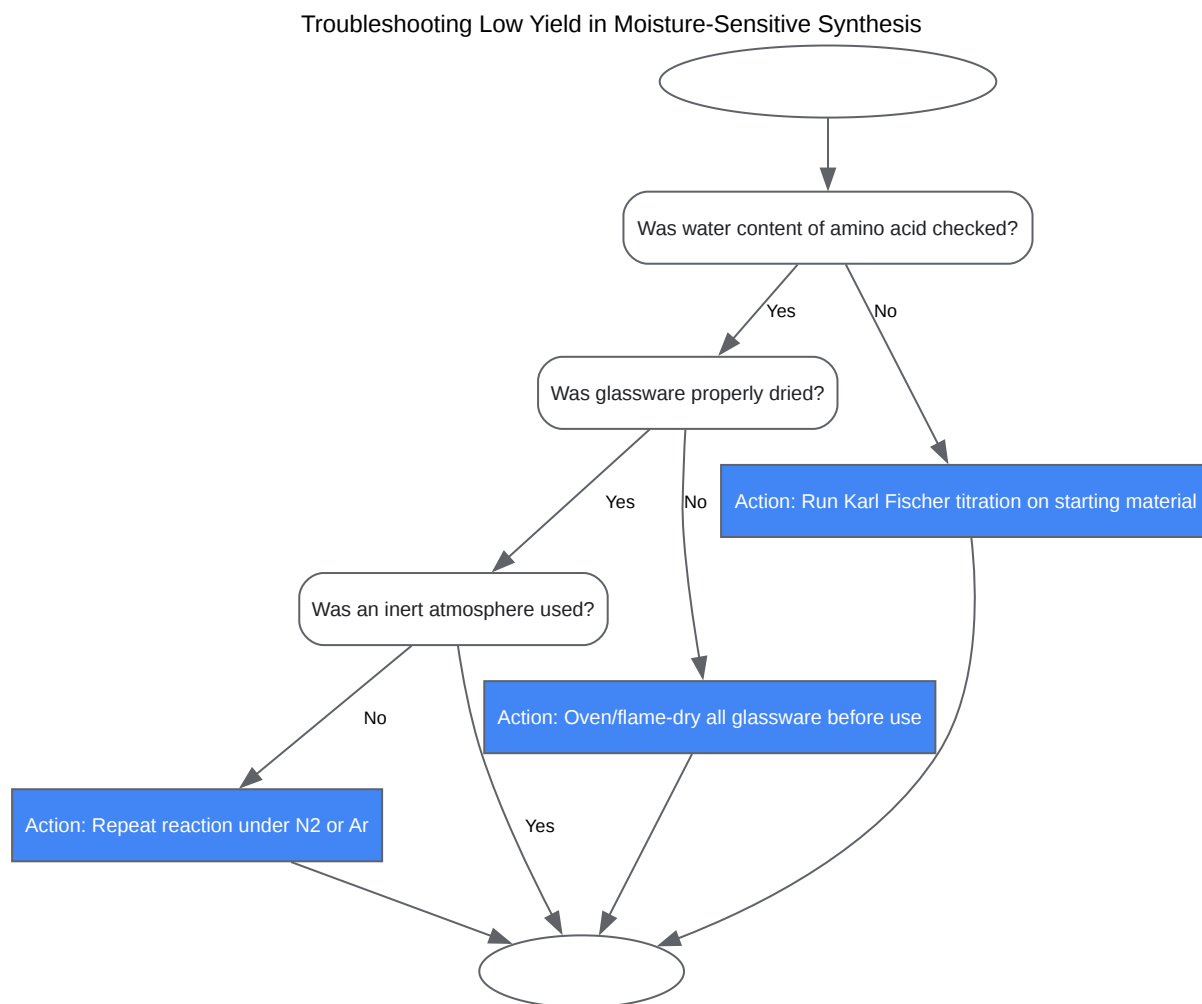 Troubleshooting Low Yield in Moisture-Sensitive Synthesis
Was water content of amino acid checked?
Yes
No
Was glassware properly dried?
Yes
No
Action: Run Karl Fischer titration on starting material
Was an inert atmosphere used?
No
Yes
Action: Oven/flame-dry all glassware before use
Action: Repeat reaction under N2 or Ar